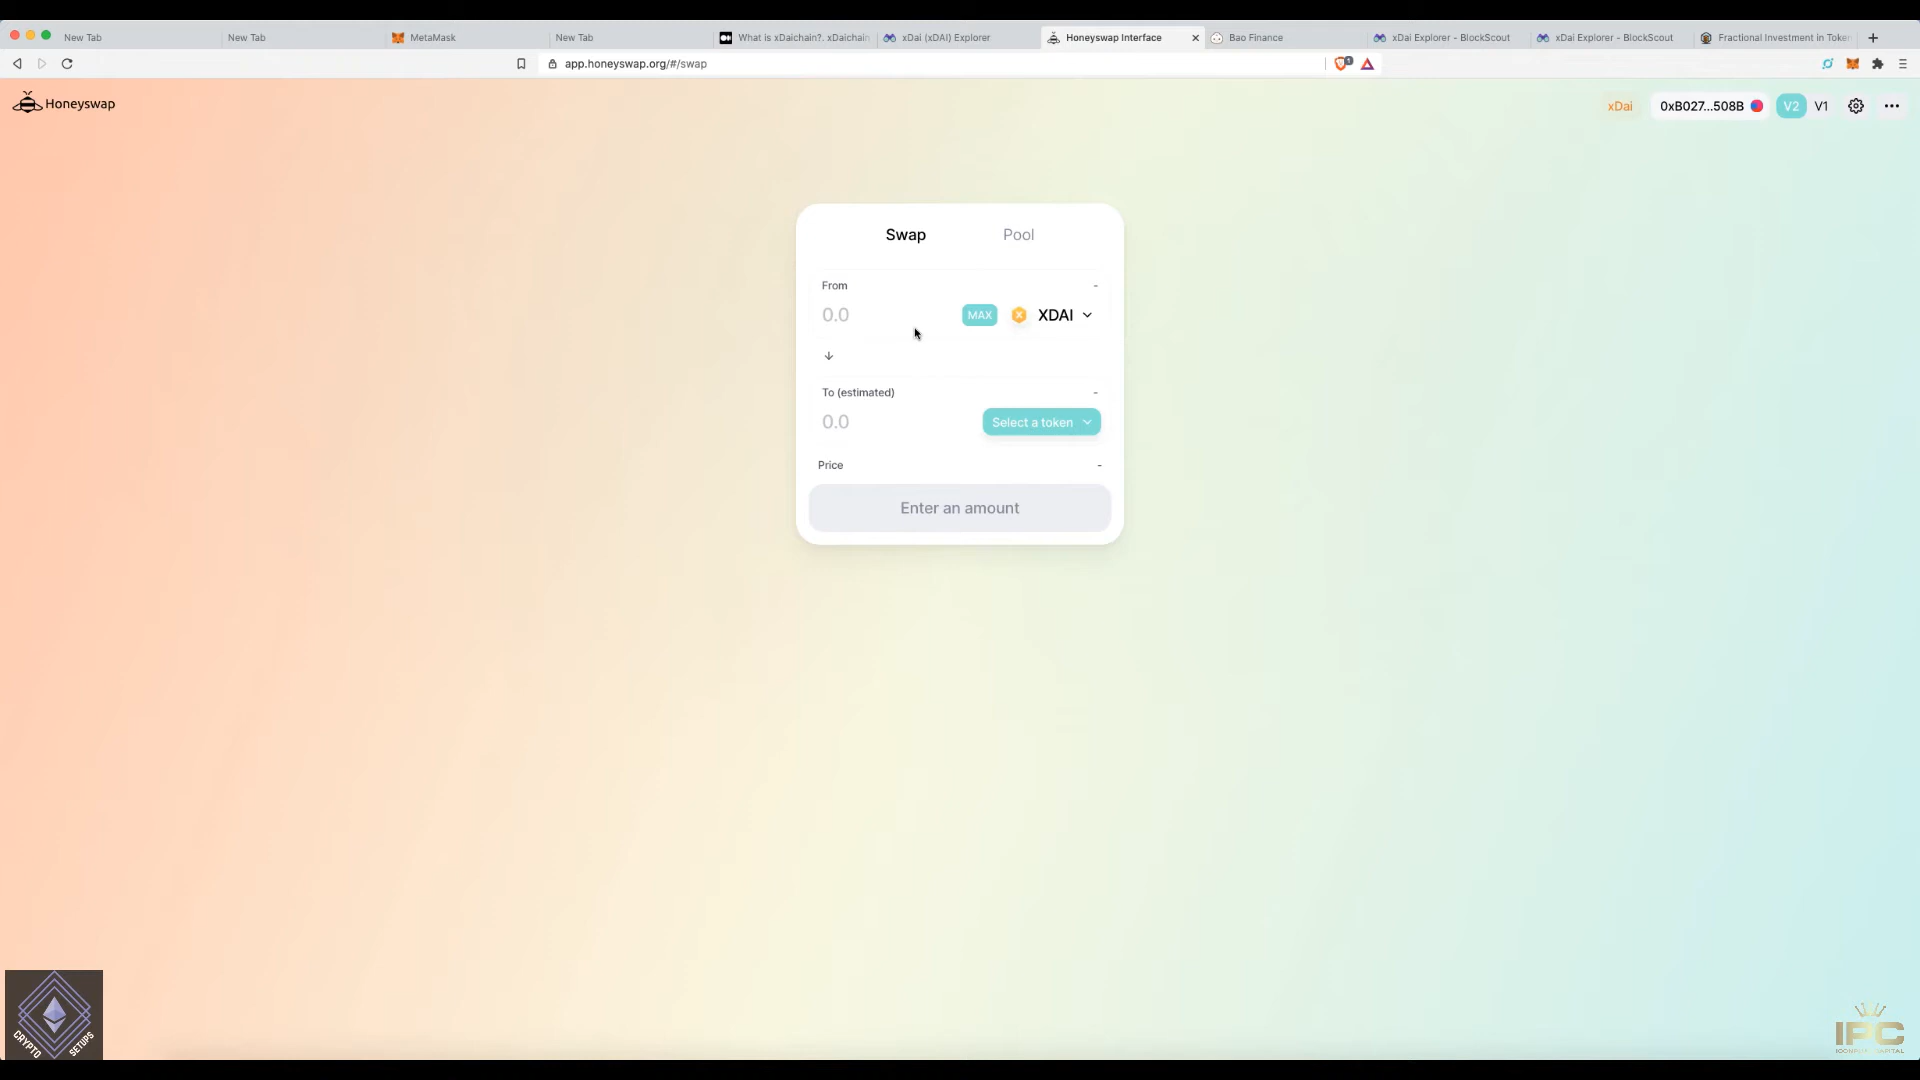 New Tab
New Tab
MetaMask
New Tab
What is xDaichain?. xDaichain
xDai (xDAI) Explorer
Honeyswap Interface
Bao Finance
xDai Explorer - BlockScout
xDai Explorer - BlockScout
Fractional Investment in Token
app.honeyswap.org/#/swap
1
Honeyswap
xDai
0xB027...508B
V2
V1
Swap
Pool
From
-
0.0
MAX
XDAI
To (estimated)
-
0.0
Select a token
Price
-
Enter an amount
CRYPTO
SETUPS
IPC